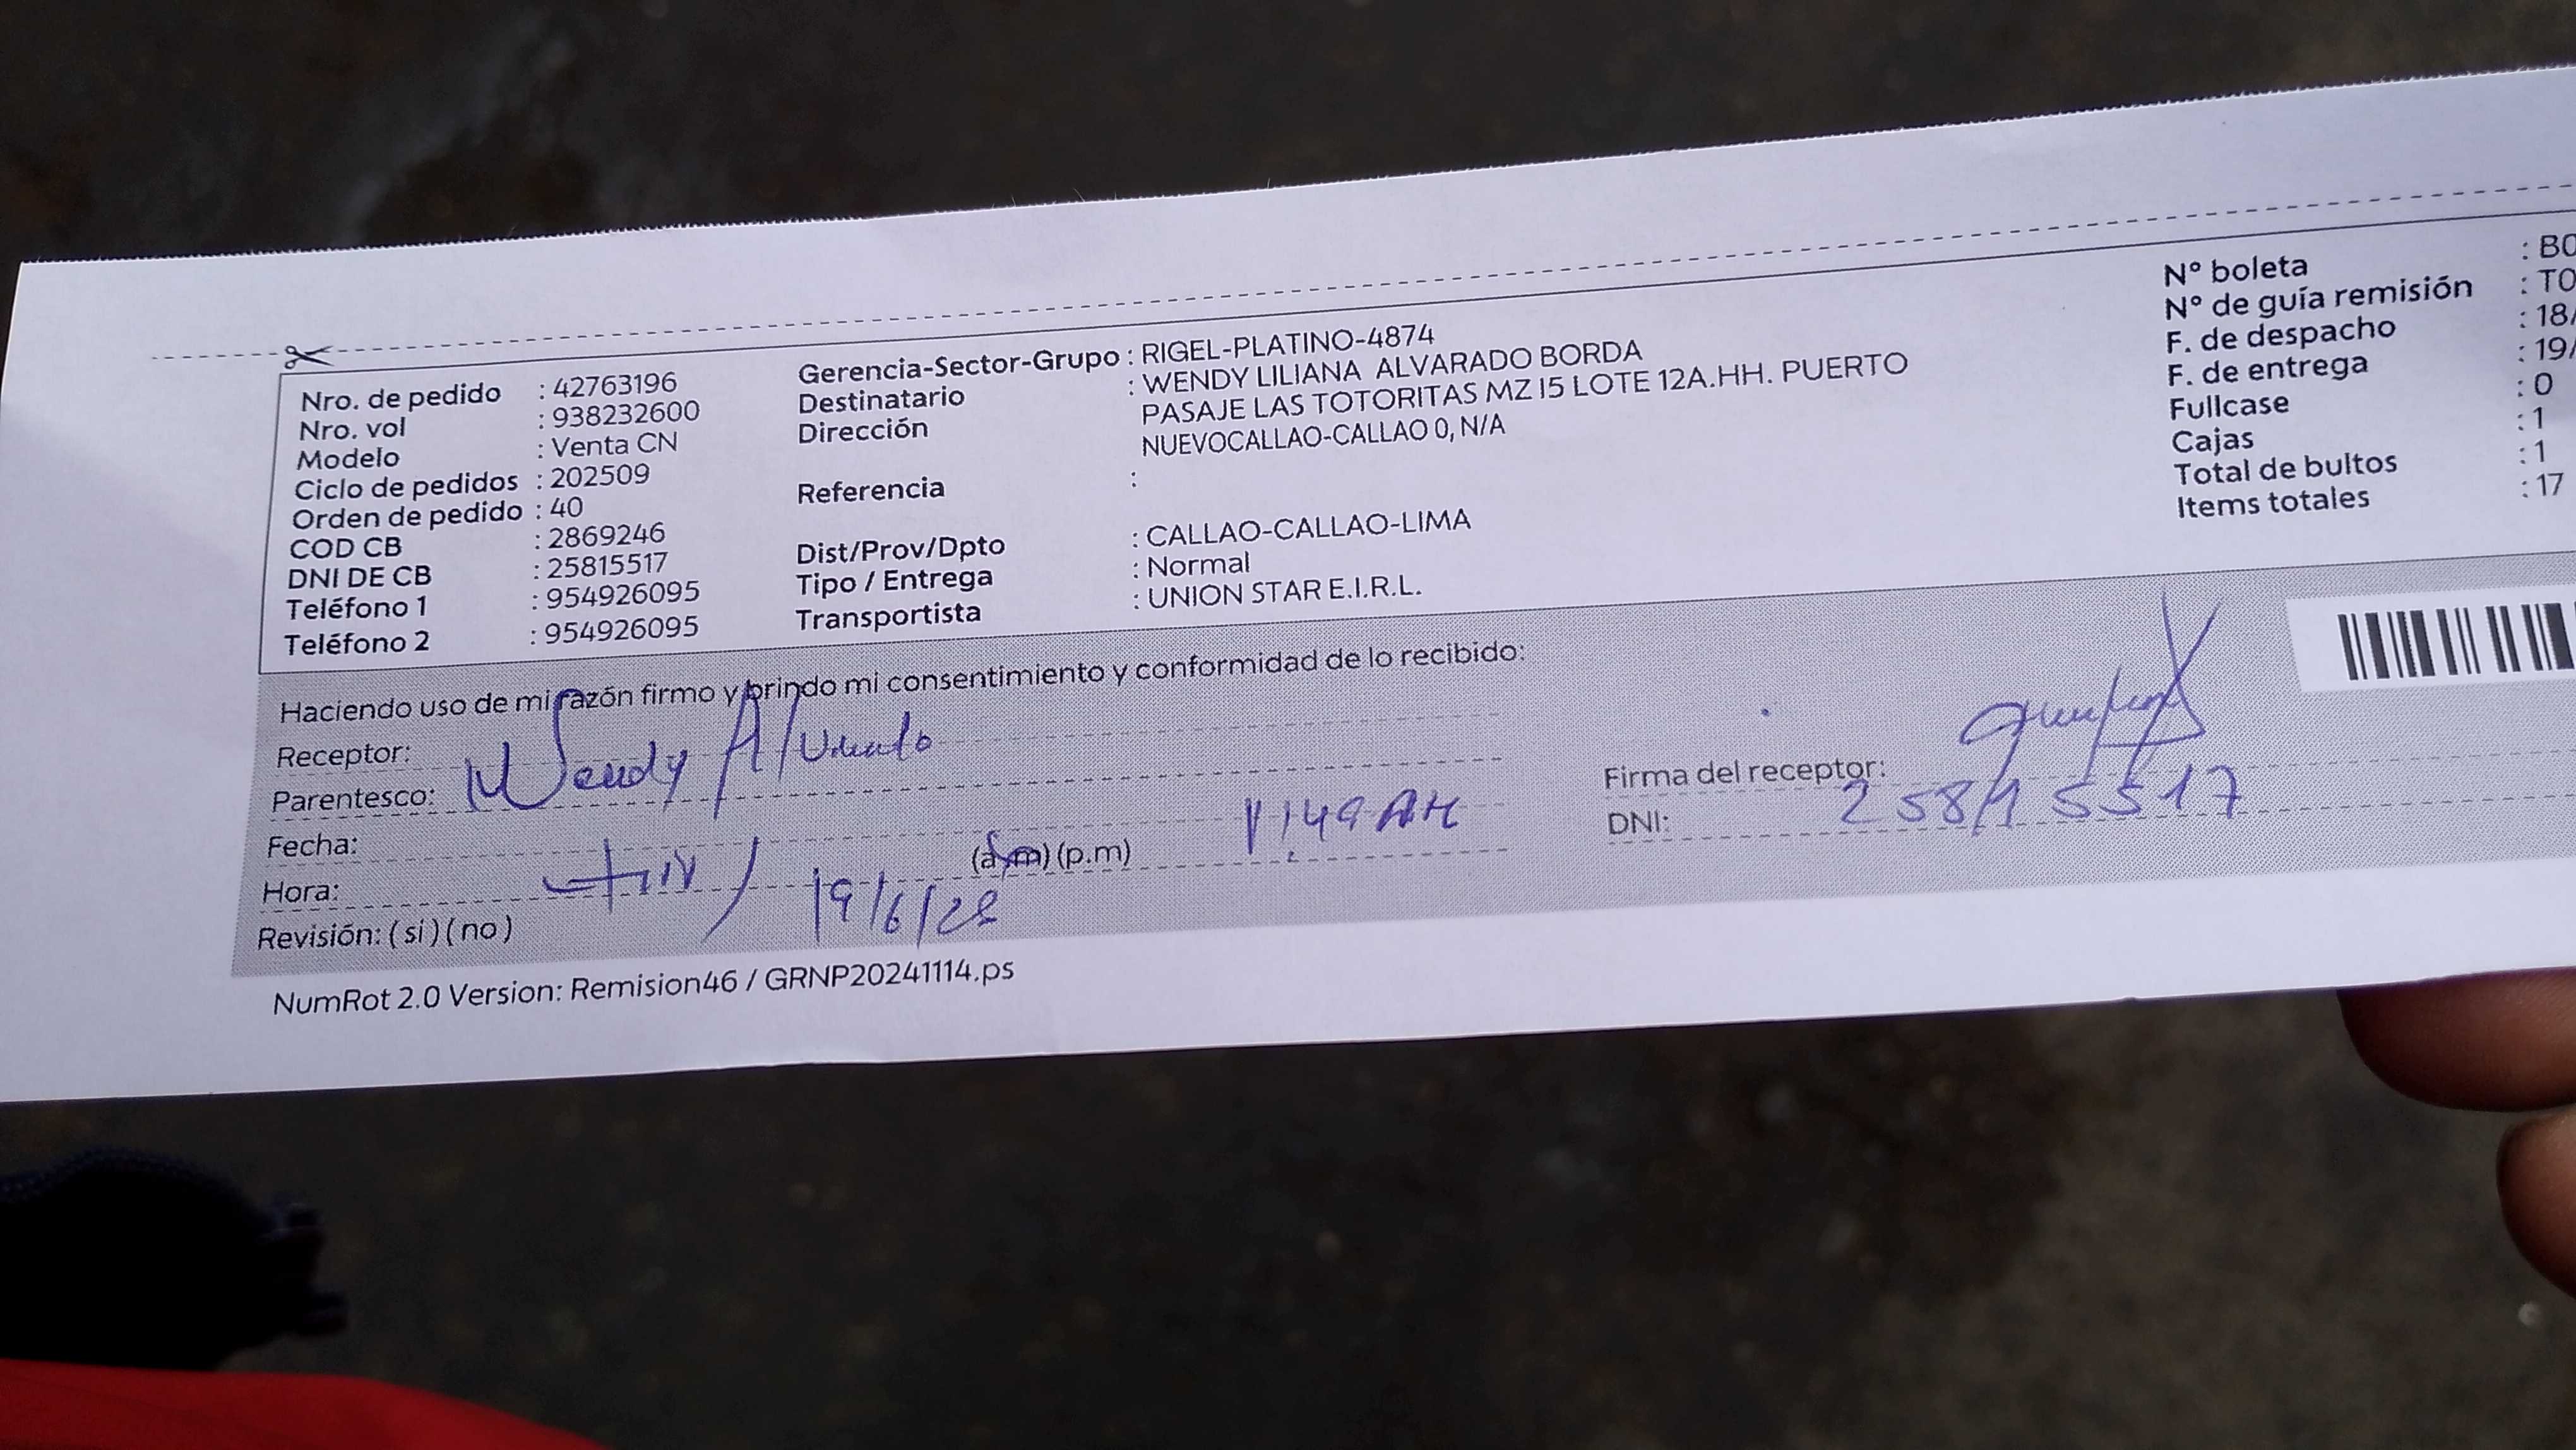 Nro. de pedido : 42763196
Nro. vol : 938232600
Modelo : Venta CN
Ciclo de pedidos : 202509
Orden de pedido : 40
COD CB : 2869246
DNI DE CB : 25815517
Teléfono 1 : 954926095
Teléfono 2 : 954926095
Gerencia-Sector-Grupo : RIGEL-PLATINO-4874
Destinatario : WENDY LILIANA ALVARADO BORDA
Dirección PASAJE LAS TOTORITAS MZ I5 LOTE 12A.HH. PUERTO
NUEVOCALLAO-CALLAO 0, N/A
Referencia :
Dist/Prov/Dpto : CALLAO-CALLAO-LIMA
Tipo / Entrega : Normal
Transportista : UNION STAR E.I.R.L.
N° boleta : B0
N° de guía remisión : T0
F. de despacho : 18/
F. de entrega : 19/
Fullcase : 0
Cajas : 1
Total de bultos : 1
Items totales : 17
Haciendo uso de mi razón firmo y brindo mi consentimiento y conformidad de lo recibido:
Receptor: Wendy
Parentesco:
Fecha:
Hora: (a.m) (p.m) 11:49 AM
19/6/
Revisión: ( si ) ( no )
Firma del receptor:
DNI: 25815517
NumRot 2.0 Version: Remision46 / GRNP20241114.ps